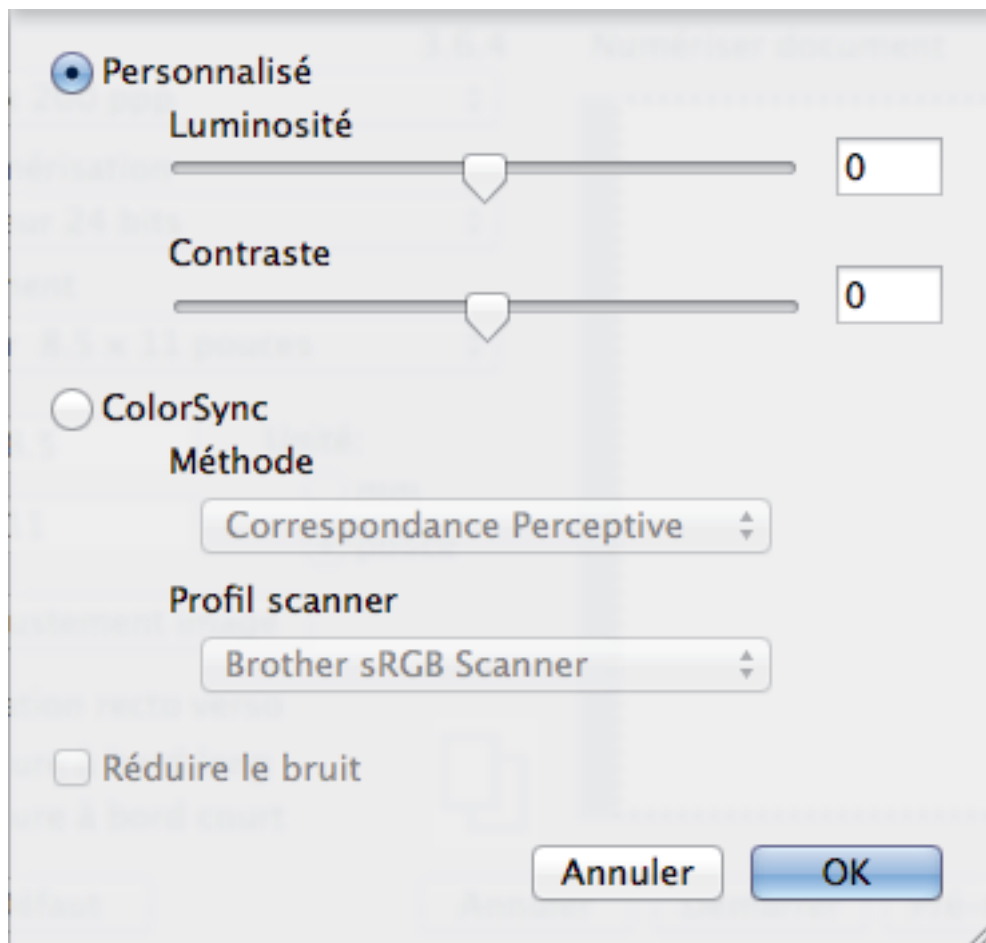 Personnalisé
Luminosité
0
Contraste
0
ColorSync
Méthode
Correspondance Perceptive
Profil scanner
Brother sRGB Scanner
Réduire le bruit
Annuler
OK